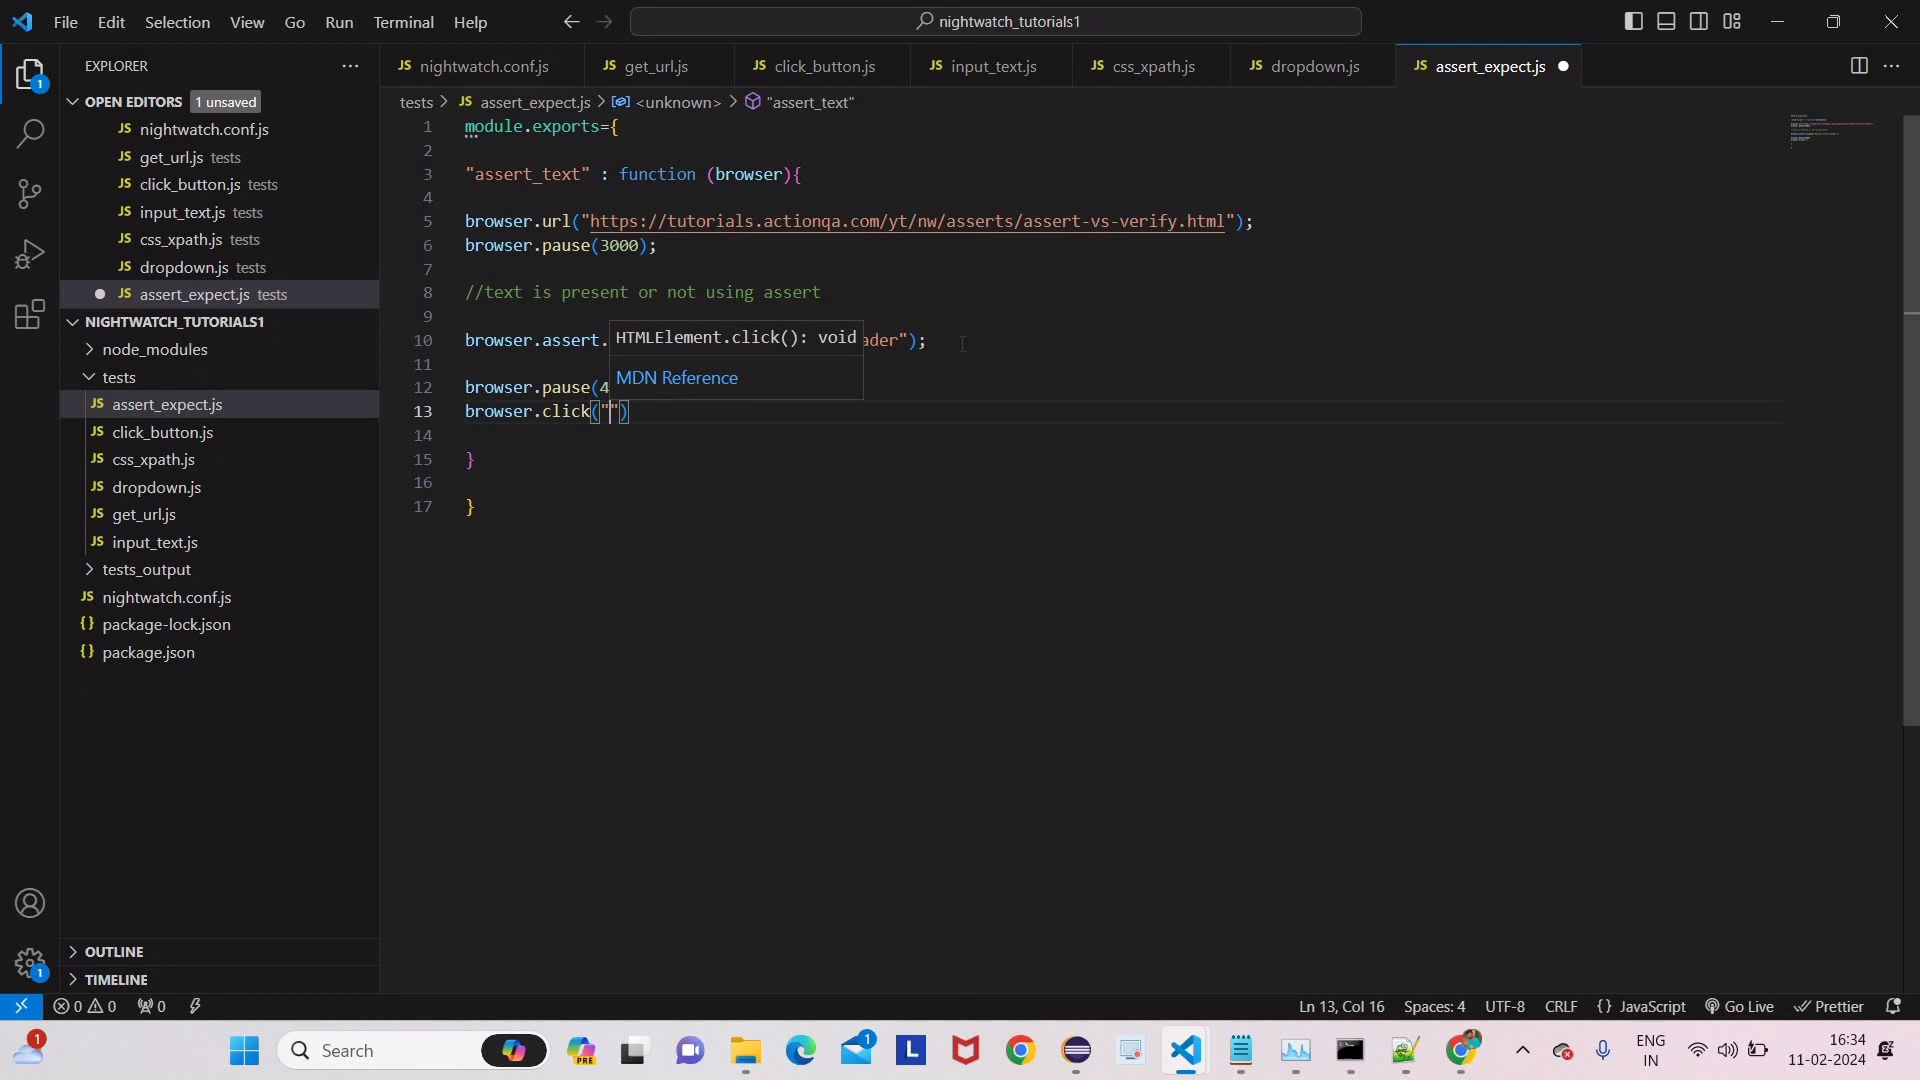 File Edit Selection View Go Run Terminal Help
nightwatch_tutorials1
EXPLORER
OPEN EDITORS 1 unsaved
JS nightwatch.conf.js
JS get_url.js tests
JS click_button.js tests
JS input_text.js tests
JS css_xpath.js tests
JS dropdown.js tests
JS assert_expect.js tests
NIGHTWATCH_TUTORIALS1
node_modules
tests
JS assert_expect.js
JS click_button.js
JS css_xpath.js
JS dropdown.js
JS get_url.js
JS input_text.js
tests_output
JS nightwatch.conf.js
{} package-lock.json
{} package.json
OUTLINE
TIMELINE
JS nightwatch.conf.js JS get_url.js JS click_button.js JS input_text.js JS css_xpath.js JS dropdown.js JS assert_expect.js
tests > JS assert_expect.js > <unknown> > "assert_text"
1 module.exports={
2
3 "assert_text" : function (browser){
4
5 browser.url("https://tutorials.actionqa.com/yt/nw/asserts/assert-vs-verify.html");
6 browser.pause(3000);
7
8 //text is present or not using assert
9
10 browser.assert. ader");
11
12 browser.pause(4
13 browser.click("")
14
15 }
16
17 }
HTMLElement.click(): void
MDN Reference
0 0 0 Ln 13, Col 16 Spaces: 4 UTF-8 CRLF {} JavaScript Go Live Prettier
1 Search PRE 1 L ENG 16:34
IN 11-02-2024